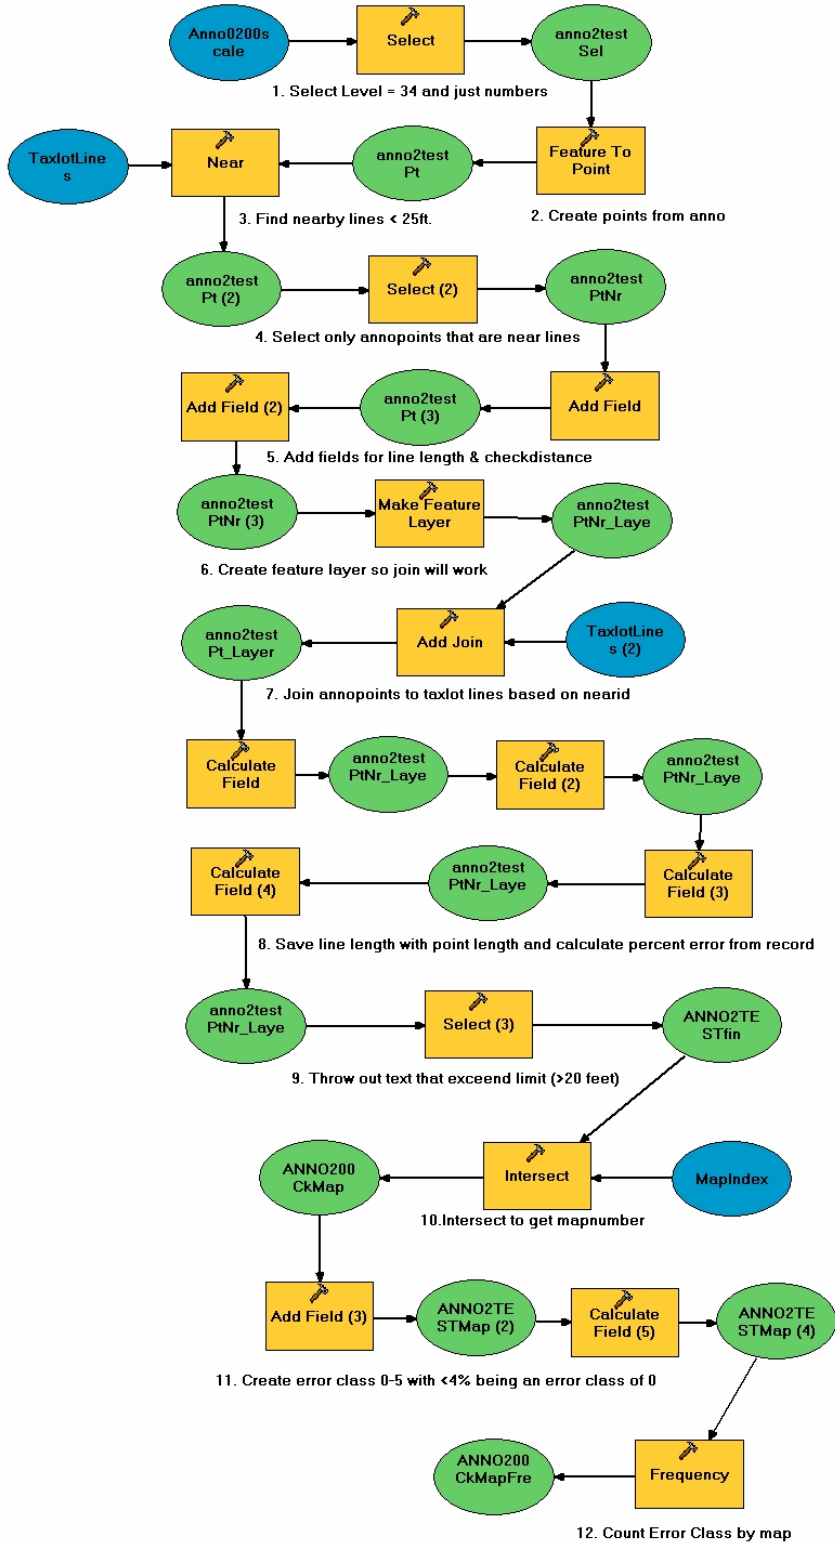 Anno0200s
cale
Select
anno2test
Sel
1. Select Level = 34 and just numbers
TaxlotLine
s
Near
anno2test
Pt
Feature To
Point
3. Find nearby lines < 25ft.
2. Create points from anno
anno2test
Pt (2)
Select (2)
anno2test
PtNr
4. Select only annopoints that are near lines
Add Field (2)
anno2test
Pt (3)
Add Field
5. Add fields for line length & checkdistance
anno2test
PtNr (3)
Make Feature
Layer
anno2test
PtNr_Laye
6. Create feature layer so join will work
anno2test
Pt_Layer
Add Join
TaxlotLine
s (2)
7. Join annopoints to taxlot lines based on nearid
Calculate
Field
anno2test
PtNr_Laye
Calculate
Field (2)
anno2test
PtNr_Laye
Calculate
Field (4)
anno2test
PtNr_Laye
Calculate
Field (3)
8. Save line length with point length and calculate percent error from record
anno2test
PtNr_Laye
Select (3)
ANNO2TE
STfin
9. Throw out text that exceend limit (>20 feet)
ANNO200
CkMap
Intersect
MapIndex
10.Intersect to get mapnumber
Add Field (3)
ANNO2TE
STMap (2)
Calculate
Field (5)
ANNO2TE
STMap (4)
11. Create error class 0-5 with <4% being an error class of 0
ANNO200
CkMapFre
Frequency
12. Count Error Class by map